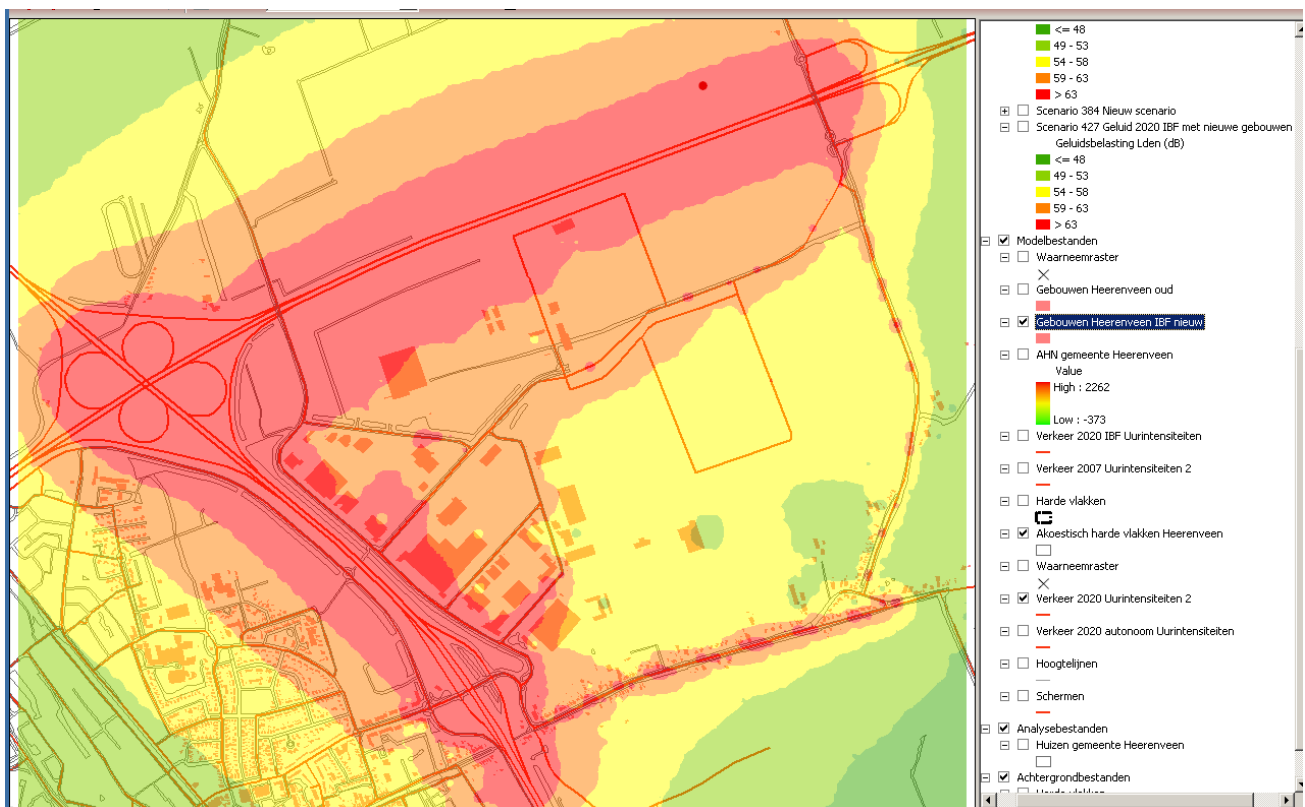 <= 48
49 - 53
54 - 58
59 - 63
> 63
Scenario 384 Nieuw scenario
Scenario 427 Geluid 2020 IBF met nieuwe gebouwen
Geluidsbelasting Lden (dB)
<= 48
49 - 53
54 - 58
59 - 63
> 63
Modelbestanden
Waarneemraster
Gebouwen Heerenveen oud
Gebouwen Heerenveen IBF nieuw
AHN gemeente Heerenveen
Value
High : 2262
Low : -373
Verkeer 2020 IBF Uurintensiteiten
Verkeer 2007 Uurintensiteiten 2
Harde vlakken
Akoestisch harde vlakken Heerenveen
Waarneemraster
Verkeer 2020 Uurintensiteiten 2
Verkeer 2020 autonoom Uurintensiteiten
Hoogtelijnen
Schermen
Analysebestanden
Huizen gemeente Heerenveen
Achtergrondbestanden
Harde vlakken